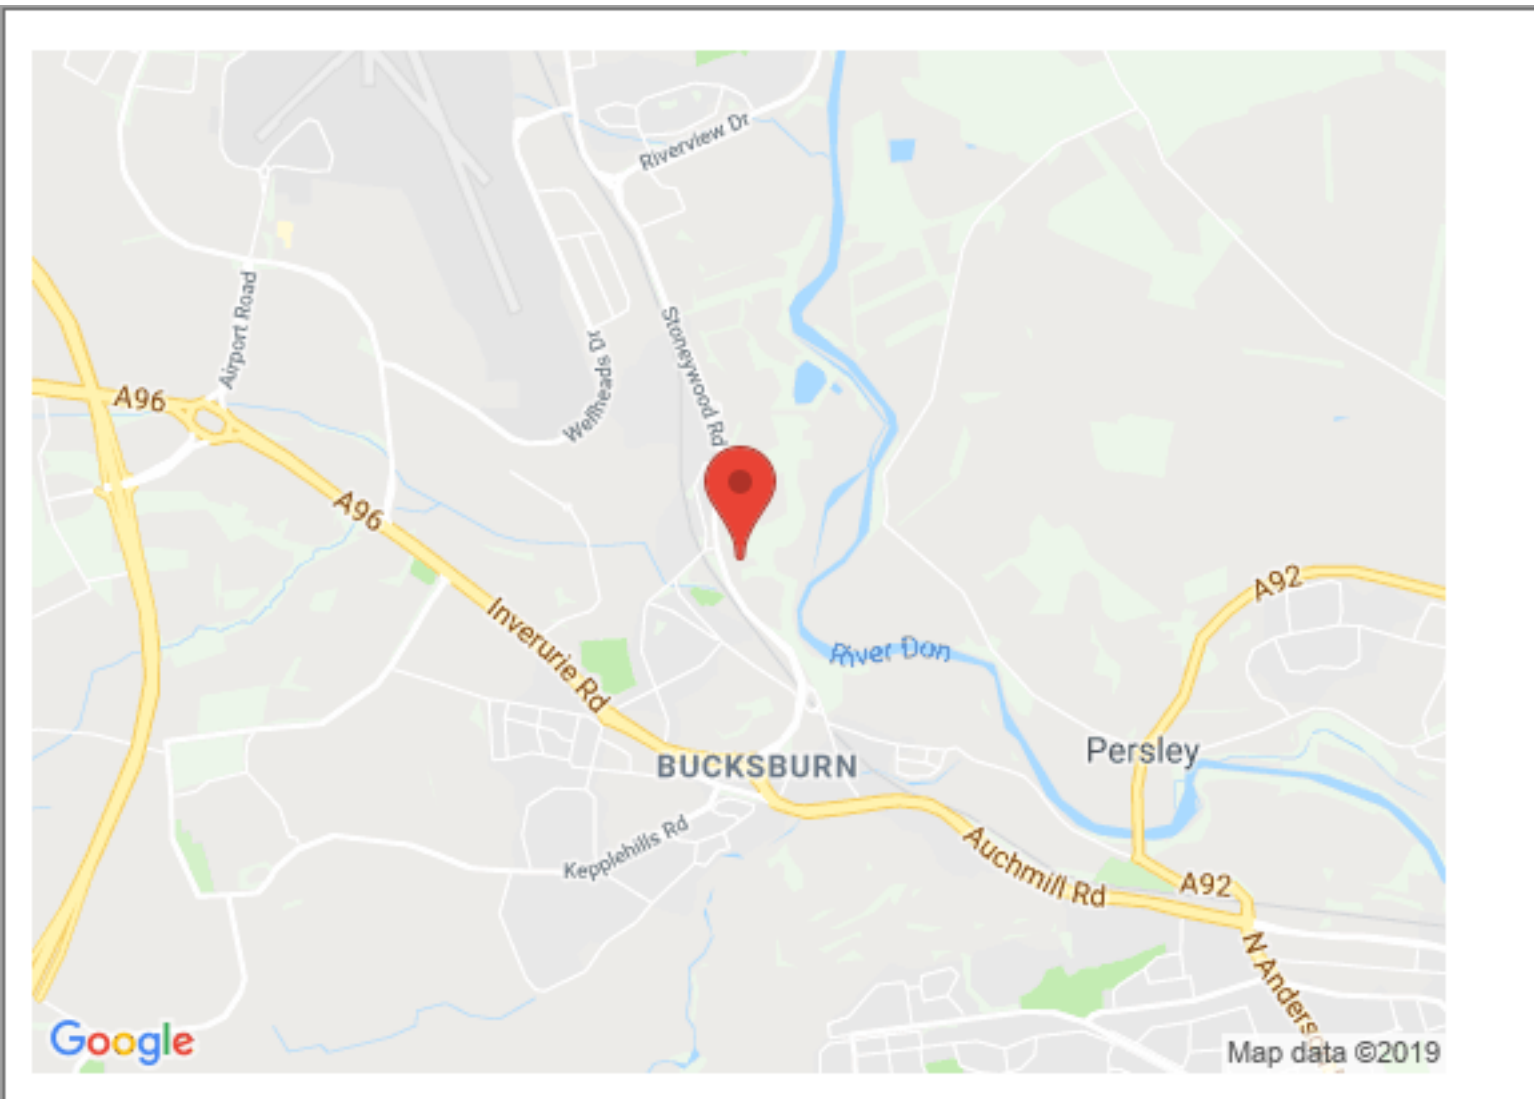 Riverview Dr
Airport Road
Stoneywood Rd
Wellheads Dr
A96
A96
A92
Inverurie Rd
River Don
Persley
BUCKSBURN
Kepplehills Rd
Auchmill Rd
A92
N Anderso
Google
Map data ©2019